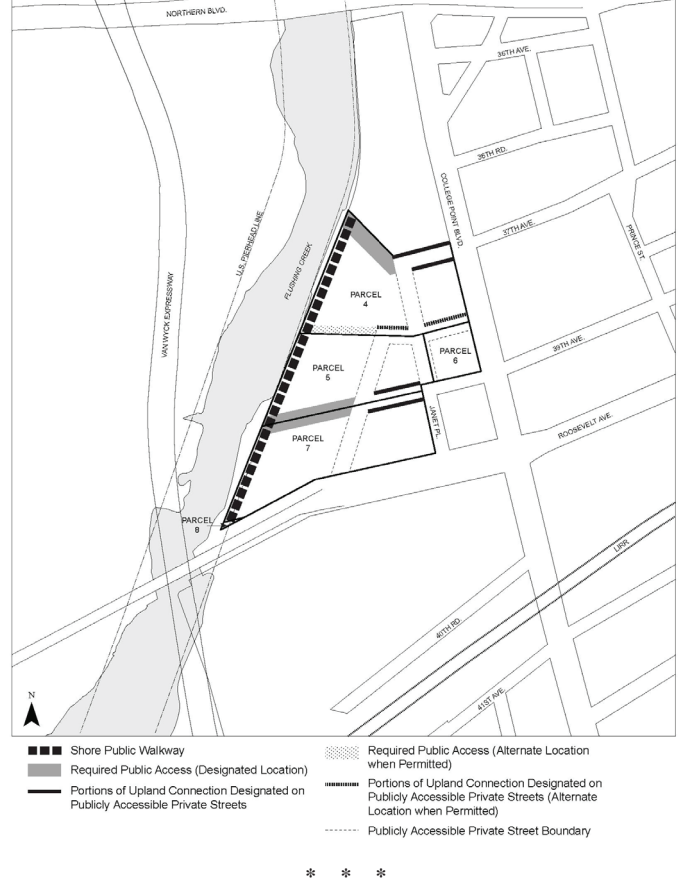 NORTHERN BLVD.
36TH AVE.
36TH RD.
COLLEGE POINT BLVD.
37TH AVE.
PRINCE ST.
U.S. PIERHEAD LINE
FLUSHING CREEK
VAN WYCK EXPRESSWAY
PARCEL
4
39TH AVE.
PARCEL
6
PARCEL
5
JANET PL.
ROOSEVELT AVE.
PARCEL
7
PARCEL
8
LIRR
40TH RD.
41ST AVE.
N
Shore Public Walkway
Required Public Access (Designated Location)
Portions of Upland Connection Designated on
Publicly Accessible Private Streets
Required Public Access (Alternate Location
when Permitted)
Portions of Upland Connection Designated on
Publicly Accessible Private Streets (Alternate
Location when Permitted)
Publicly Accessible Private Street Boundary
* * *